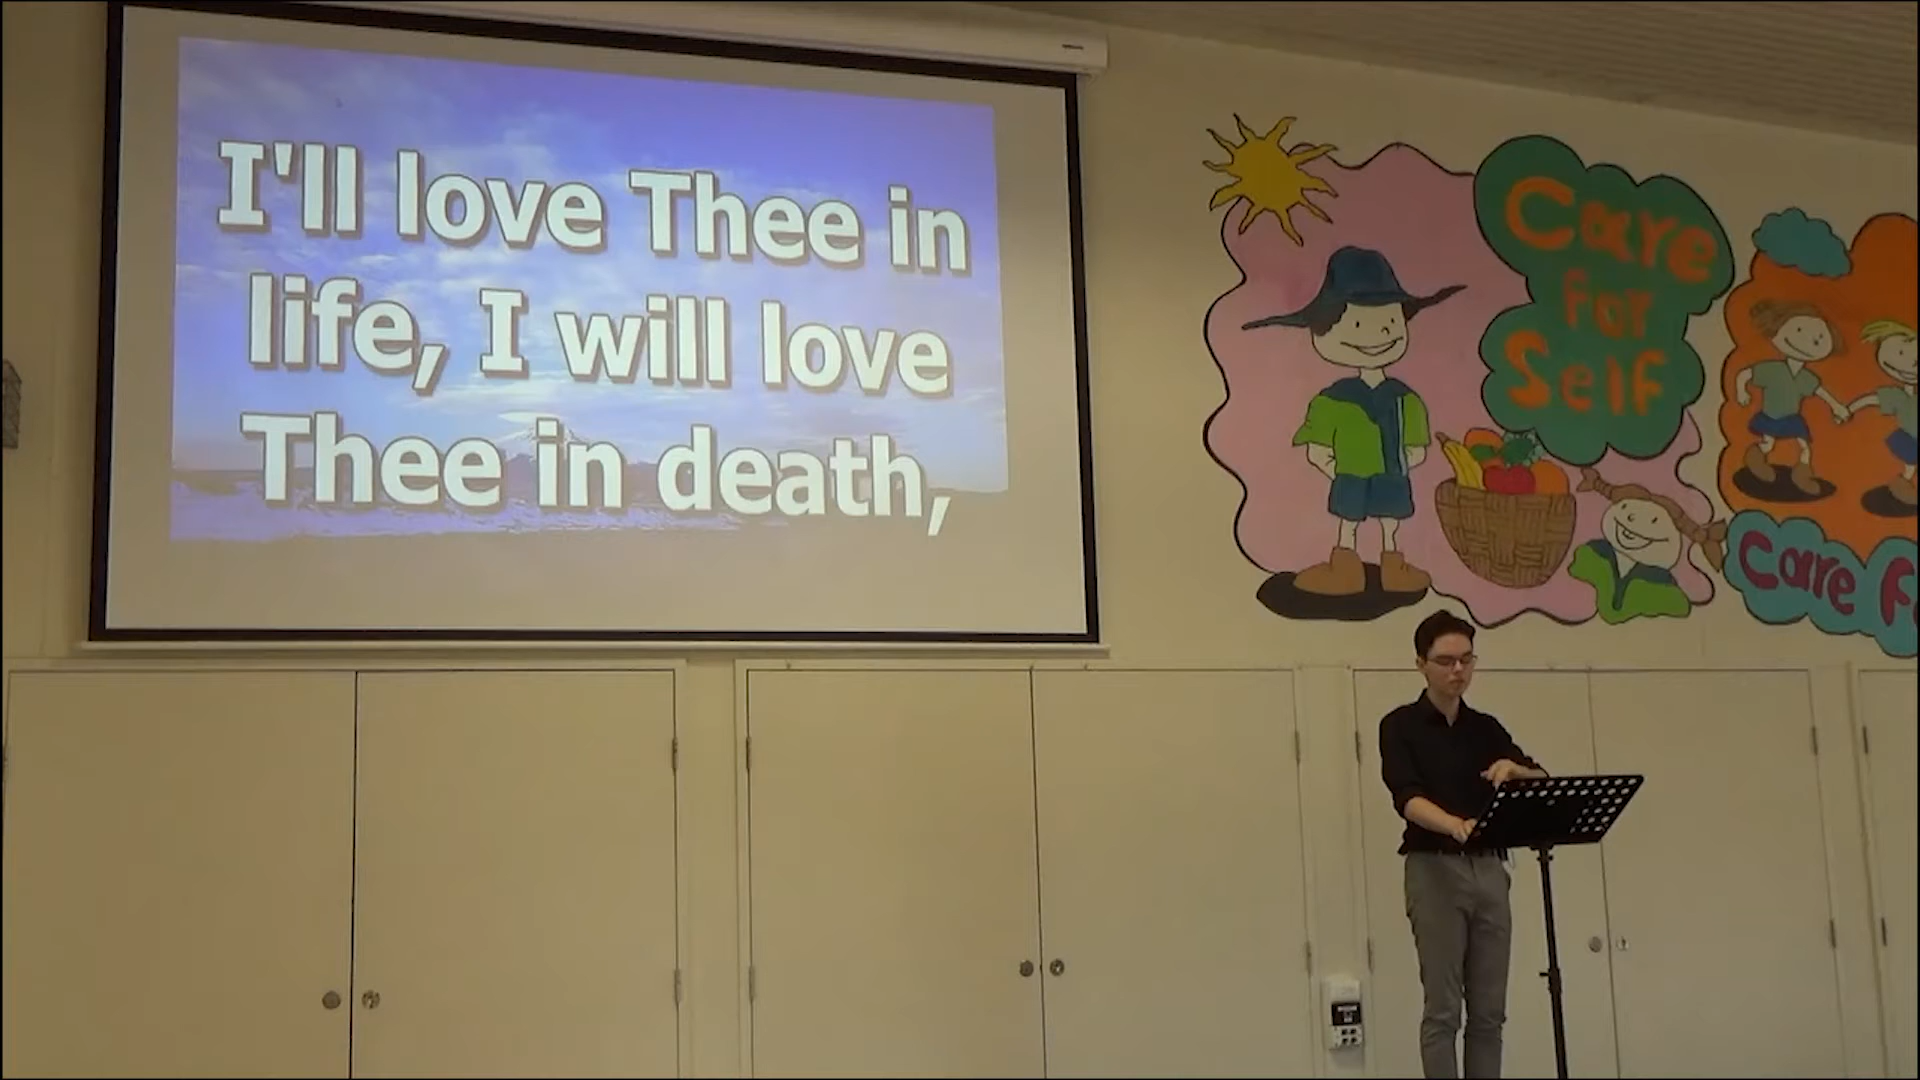 I'll love Thee in
life, I will love
Thee in death,
Care
for
Self
Care